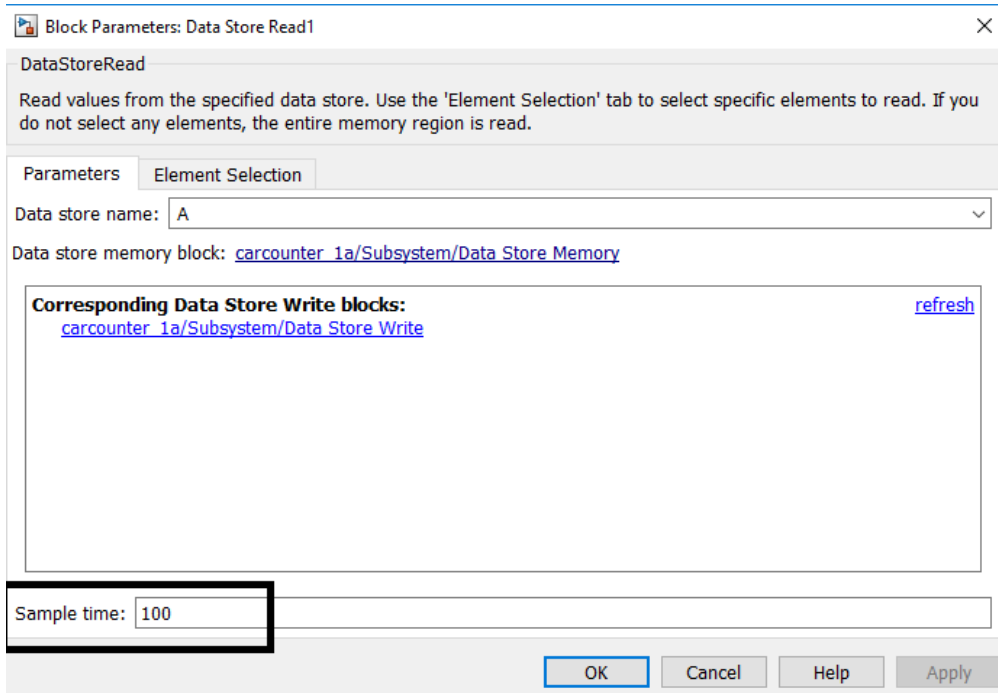 Block Parameters: Data Store Read1
DataStoreRead
Read values from the specified data store. Use the 'Element Selection' tab to select specific elements to read. If you
do not select any elements, the entire memory region is read.
Parameters Element Selection
Data store name: A
Data store memory block: carcounter_1a/Subsystem/Data Store Memory
Corresponding Data Store Write blocks: refresh
carcounter_1a/Subsystem/Data Store Write
Sample time: 100
OK Cancel Help Apply